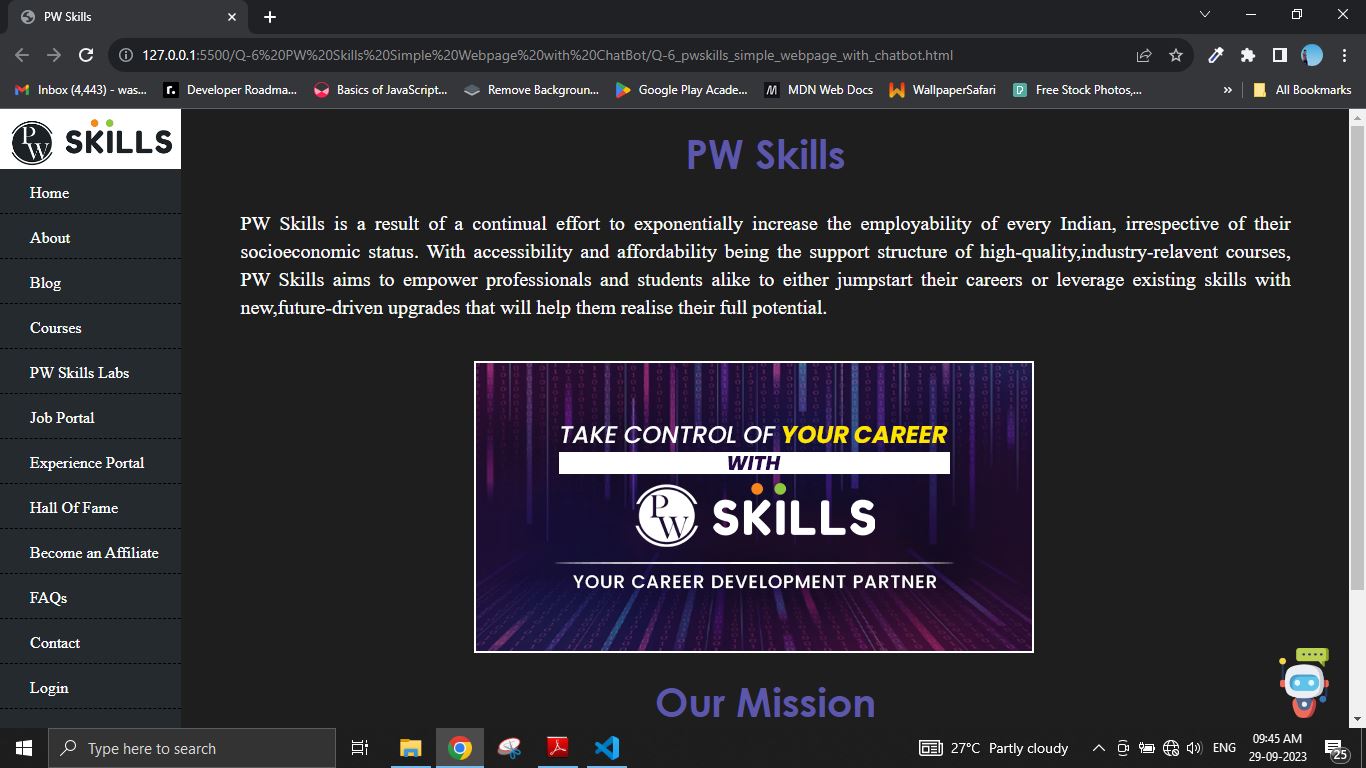 PW Skills
127.0.0.1:5500/Q-6%20PW%20Skills%20Simple%20Webpage%20with%20ChatBot/Q-6_pwskills_simple_webpage_with_chatbot.html
Inbox (4,443) - was...
Developer Roadma...
Basics of JavaScript...
Remove Backgroun...
Google Play Acade...
MDN Web Docs
WallpaperSafari
Free Stock Photos,...
»
All Bookmarks
PW SKILLS
Home
About
Blog
Courses
PW Skills Labs
Job Portal
Experience Portal
Hall Of Fame
Become an Affiliate
FAQs
Contact
Login
PW Skills
PW Skills is a result of a continual effort to exponentially increase the employability of every Indian, irrespective of their
socioeconomic status. With accessibility and affordability being the support structure of high-quality,industry-relavent courses,
PW Skills aims to empower professionals and students alike to either jumpstart their careers or leverage existing skills with
new,future-driven upgrades that will help them realise their full potential.
TAKE CONTROL OF YOUR CAREER
WITH
PW SKILLS
YOUR CAREER DEVELOPMENT PARTNER
Our Mission
Type here to search
27°C Partly cloudy
ENG
09:45 AM
29-09-2023
25